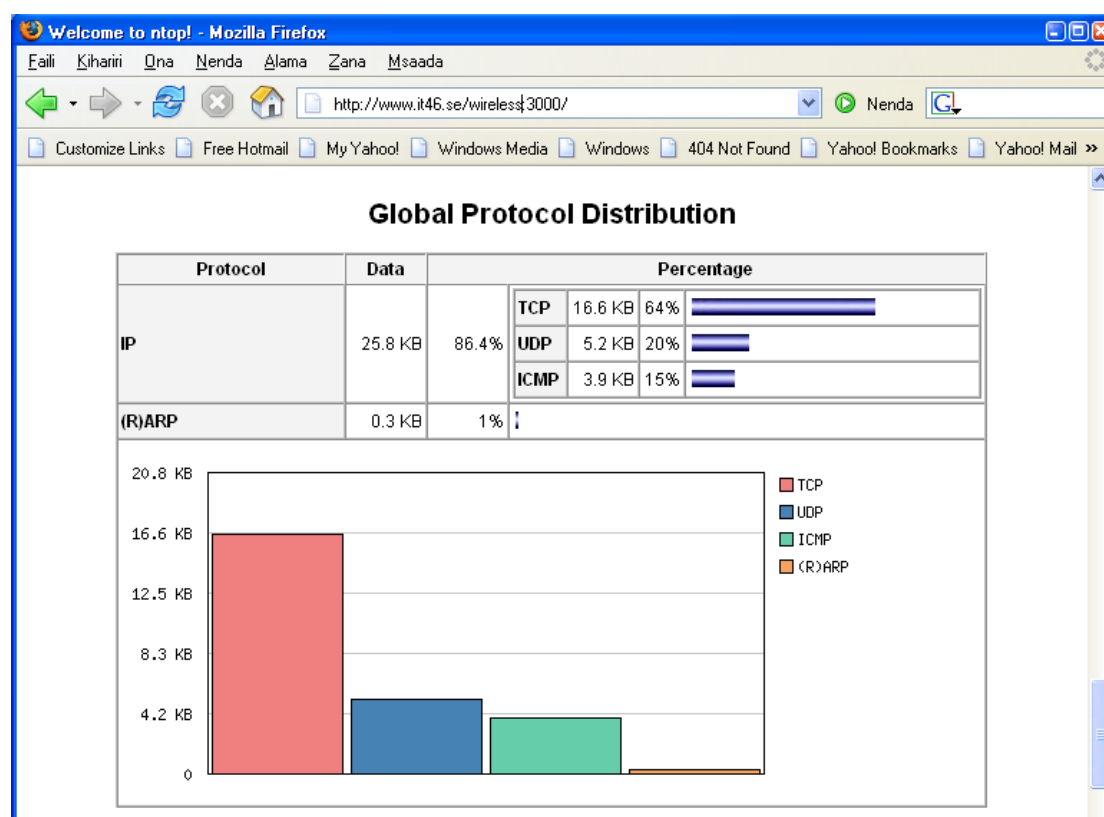 Welcome to ntop! - Mozilla Firefox
Faili Kihariri Ona Nenda Alama Zana Msaada
http://www.it46.se/wireless:3000/ Nenda G
Customize Links Free Hotmail My Yahoo! Windows Media Windows 404 Not Found Yahoo! Bookmarks Yahoo! Mail »
Global Protocol Distribution
Protocol Data Percentage
IP 25.8 KB 86.4%
TCP 16.6 KB 64%
UDP 5.2 KB 20%
ICMP 3.9 KB 15%
(R)ARP 0.3 KB 1%
20.8 KB
16.6 KB
12.5 KB
8.3 KB
4.2 KB
0
TCP
UDP
ICMP
(R)ARP